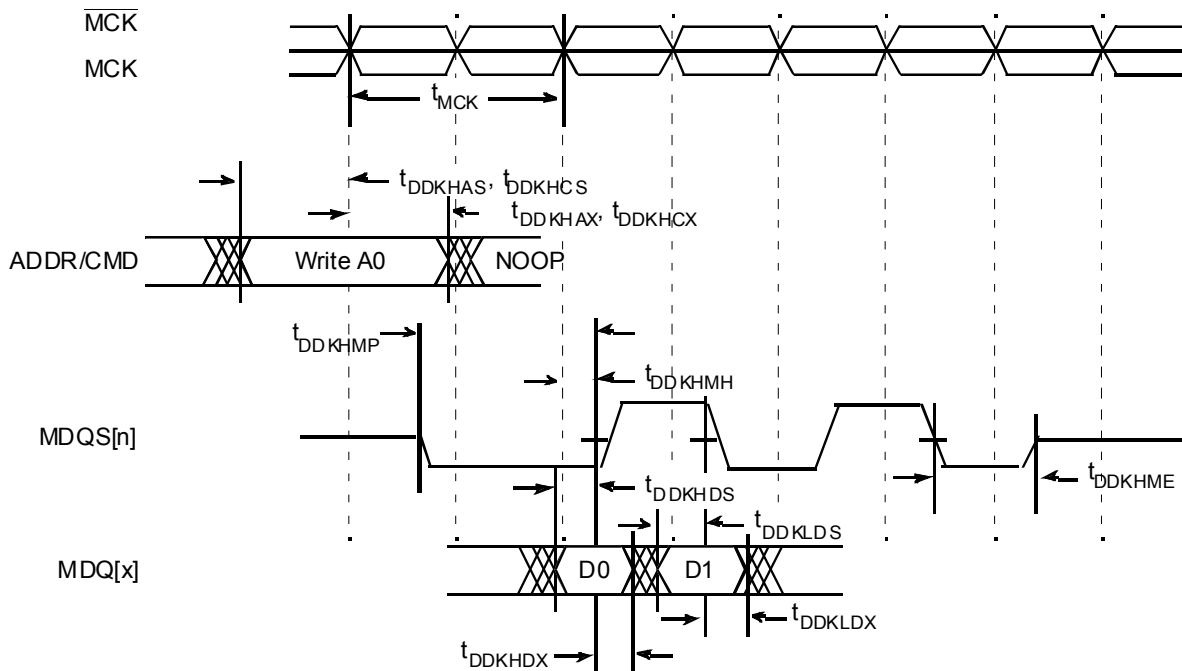 MCK
MCK
tMCK
tDDKHAS, tDDKHCS
tDDKHAX, tDDKHCX
ADDR/CMD
Write A0
NOOP
tDDKHMP
tDDKHMH
MDQS[n]
tDDKHDS
tDDKHME
tDDKLDS
MDQ[x]
D0
D1
tDDKLDX
tDDKHDX